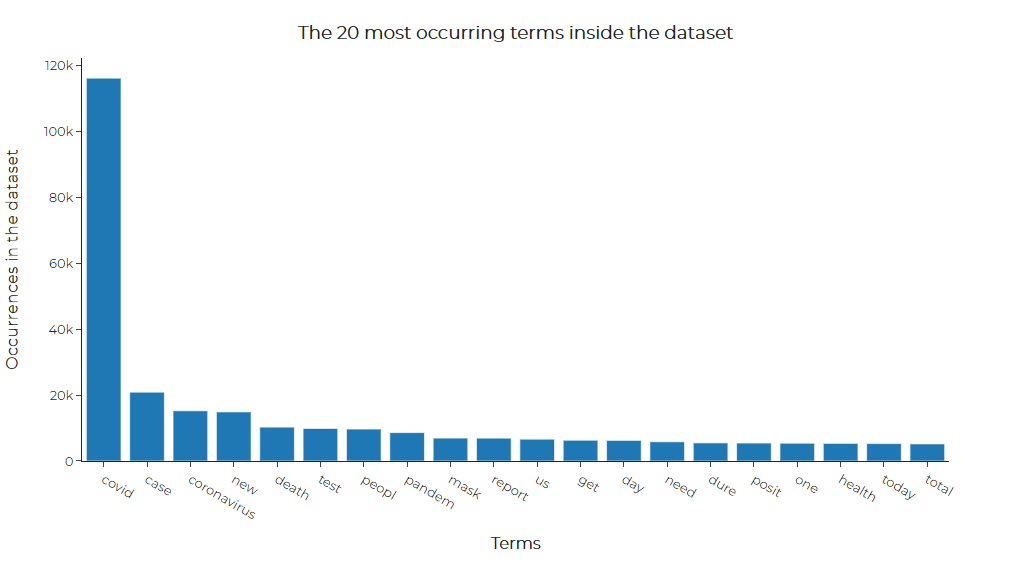 The 20 most occurring terms inside the dataset
Occurrences in the dataset
120k
100k
80k
60k
40k
20k
0
covid
case
coronavirus
new
death
test
peopl
pandem
mask
report
us
get
day
need
dure
posit
one
health
today
total
Terms